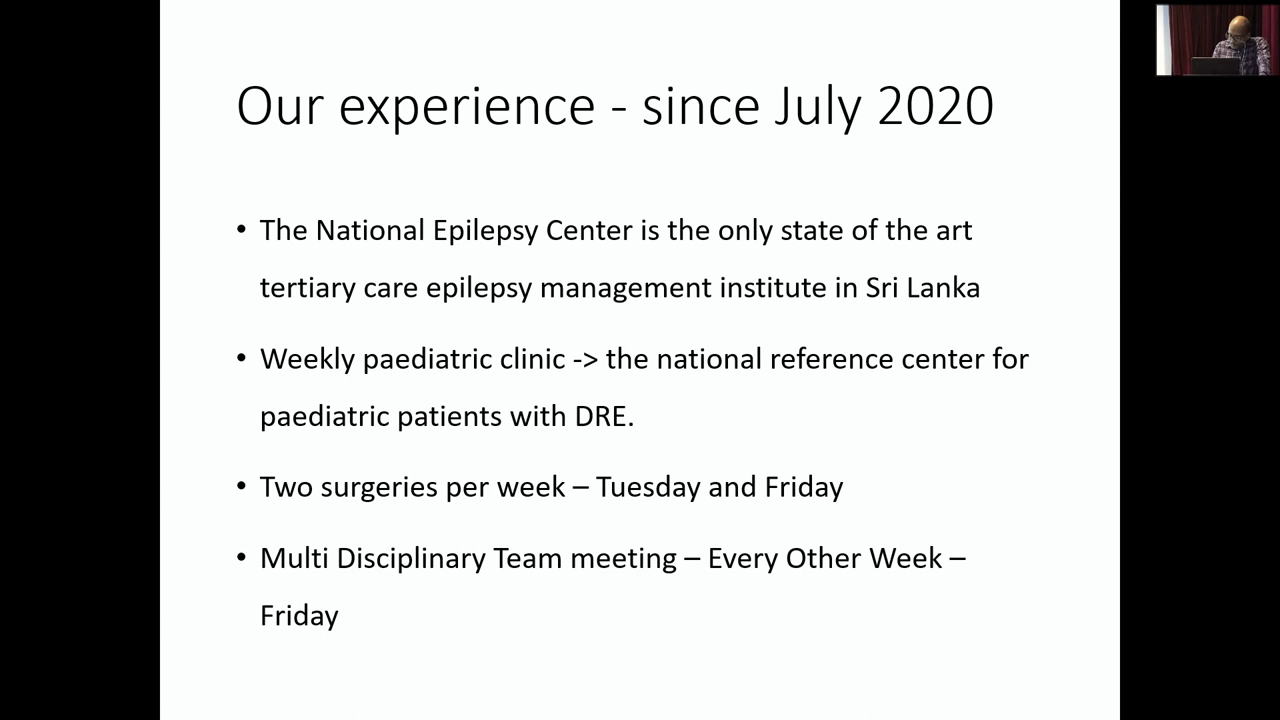 Our experience - since July 2020
• The National Epilepsy Center is the only state of the art
tertiary care epilepsy management institute in Sri Lanka
• Weekly paediatric clinic -> the national reference center for
paediatric patients with DRE.
• Two surgeries per week – Tuesday and Friday
• Multi Disciplinary Team meeting – Every Other Week –
Friday